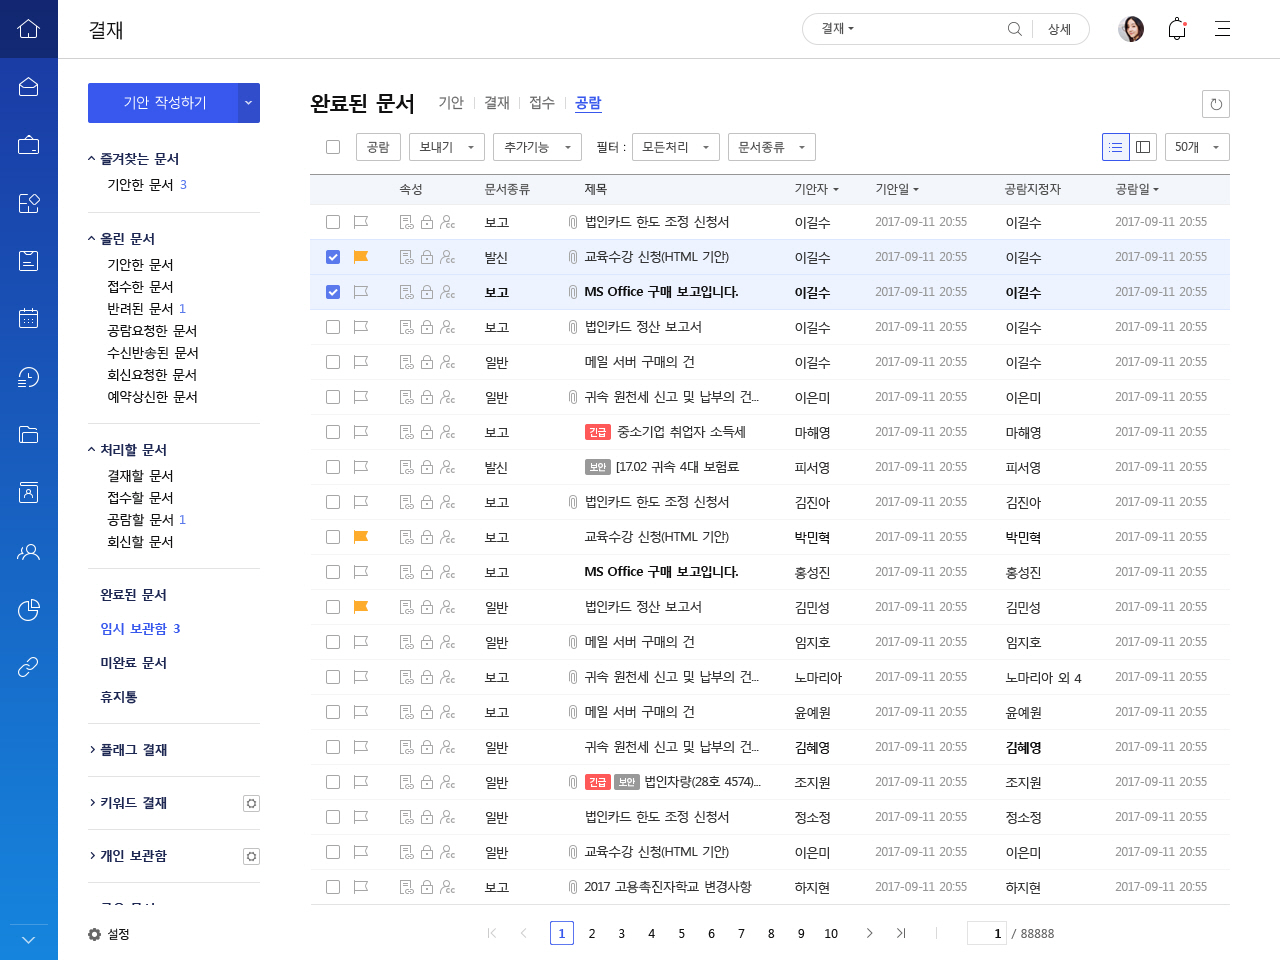 결재
결재
상세
기안 작성하기
즐겨찾는 문서
기안한 문서 3
올린 문서
기안한 문서
접수한 문서
반려된 문서 1
공람요청한 문서
수신반송된 문서
회신요청한 문서
예약상신한 문서
처리할 문서
결재할 문서
접수할 문서
공람할 문서 1
회신할 문서
완료된 문서
임시 보관함 3
미완료 문서
휴지통
플래그 결재
키워드 결재
개인 보관함
설정
완료된 문서 기안 결재 접수 공람
공람 보내기 추가기능 필터 : 모든처리 문서종류 50개
속성 문서종류 제목 기안자 기안일 공람지정자 공람일
보고 법인카드 한도 조정 신청서 이길수 2017-09-11 20:55 이길수 2017-09-11 20:55
발신 교육수강 신청(HTML 기안) 이길수 2017-09-11 20:55 이길수 2017-09-11 20:55
보고 MS Office 구매 보고입니다. 이길수 2017-09-11 20:55 이길수 2017-09-11 20:55
보고 법인카드 정산 보고서 이길수 2017-09-11 20:55 이길수 2017-09-11 20:55
일반 메일 서버 구매의 건 이길수 2017-09-11 20:55 이길수 2017-09-11 20:55
일반 귀속 원천세 신고 및 납부의 건... 이은미 2017-09-11 20:55 이은미 2017-09-11 20:55
보고 긴급 중소기업 취업자 소득세 마해영 2017-09-11 20:55 마해영 2017-09-11 20:55
발신 보안 [17.02 귀속 4대 보험료 피서영 2017-09-11 20:55 피서영 2017-09-11 20:55
보고 법인카드 한도 조정 신청서 김진아 2017-09-11 20:55 김진아 2017-09-11 20:55
보고 교육수강 신청(HTML 기안) 박민혁 2017-09-11 20:55 박민혁 2017-09-11 20:55
보고 MS Office 구매 보고입니다. 홍성진 2017-09-11 20:55 홍성진 2017-09-11 20:55
일반 법인카드 정산 보고서 김민성 2017-09-11 20:55 김민성 2017-09-11 20:55
일반 메일 서버 구매의 건 임지호 2017-09-11 20:55 임지호 2017-09-11 20:55
보고 귀속 원천세 신고 및 납부의 건... 노마리아 2017-09-11 20:55 노마리아 외 4 2017-09-11 20:55
보고 메일 서버 구매의 건 윤예원 2017-09-11 20:55 윤예원 2017-09-11 20:55
일반 귀속 원천세 신고 및 납부의 건... 김혜영 2017-09-11 20:55 김혜영 2017-09-11 20:55
일반 긴급 보안 법인차량(28호 4574)... 조지원 2017-09-11 20:55 조지원 2017-09-11 20:55
일반 법인카드 한도 조정 신청서 정소정 2017-09-11 20:55 정소정 2017-09-11 20:55
일반 교육수강 신청(HTML 기안) 이은미 2017-09-11 20:55 이은미 2017-09-11 20:55
보고 2017 고용촉진자학교 변경사항 하지현 2017-09-11 20:55 하지현 2017-09-11 20:55
1 2 3 4 5 6 7 8 9 10 1 / 88888